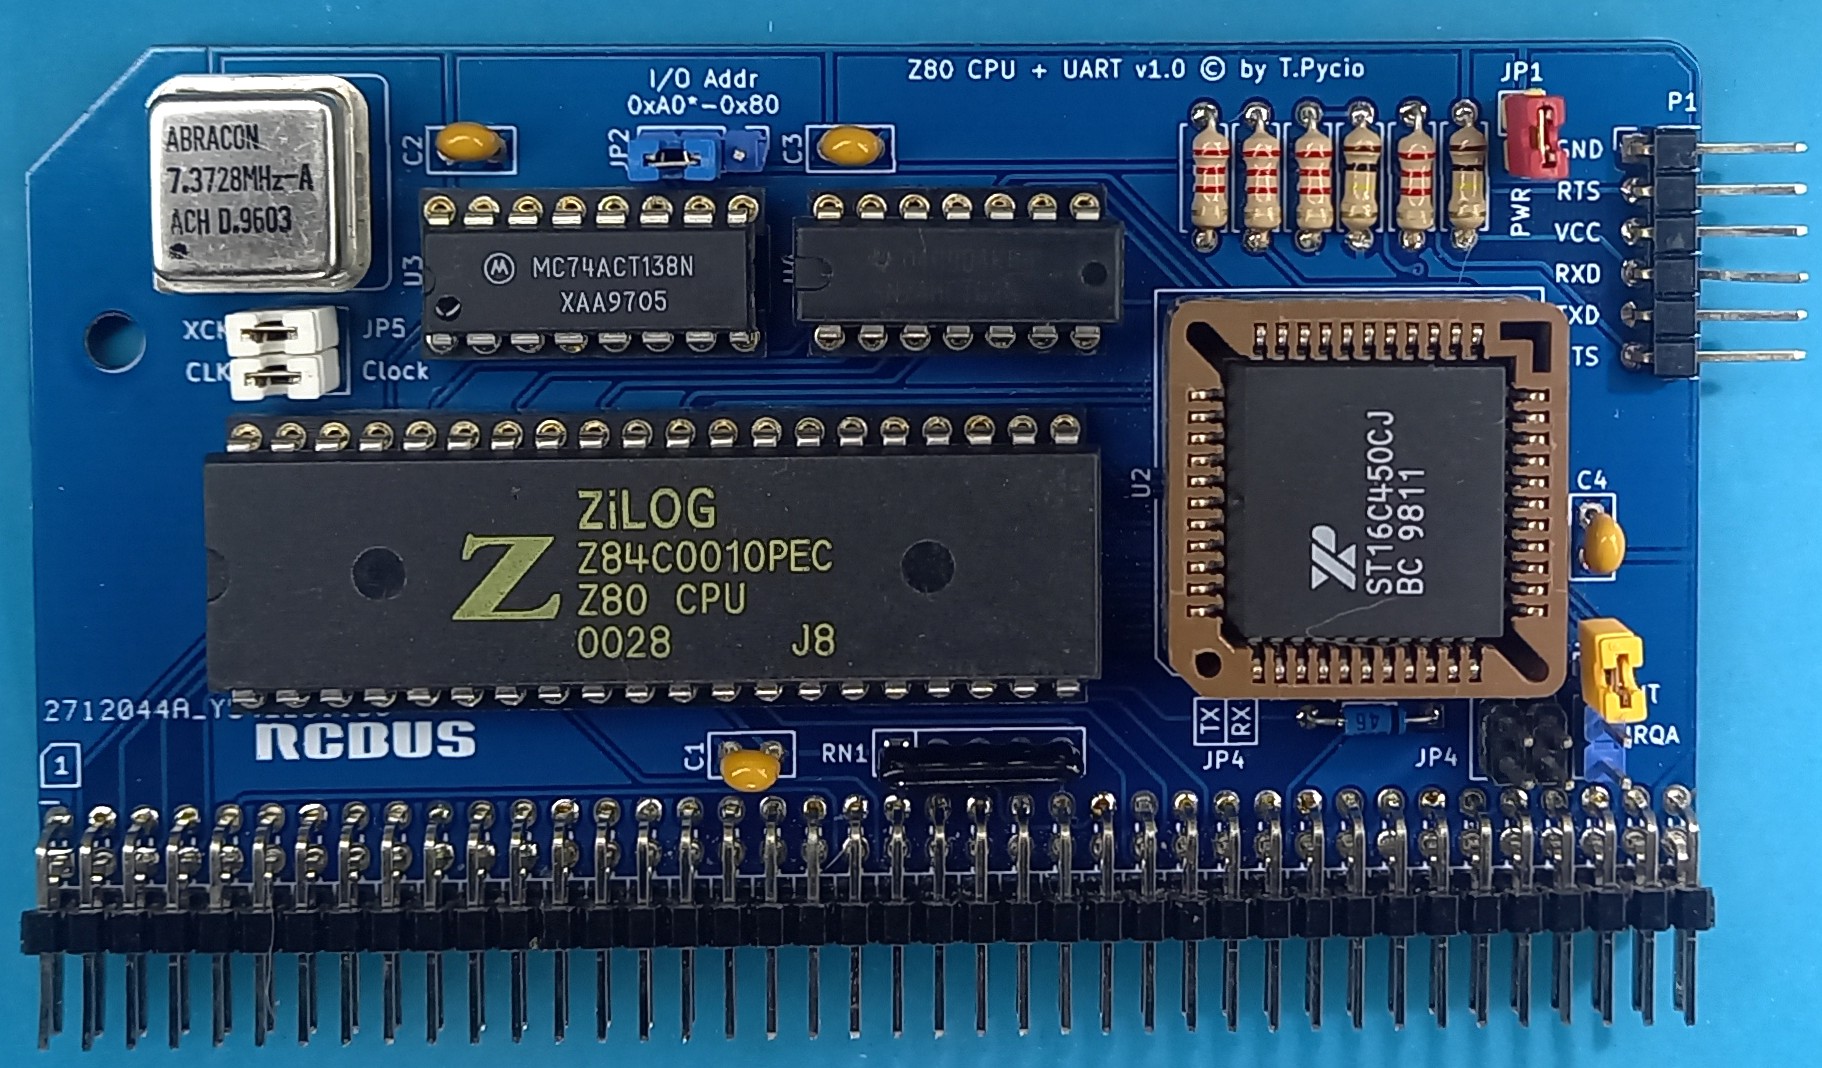 Z80 CPU + UART v1.0 © by T.Pycio
I/O Addr
0xA0*-0x80
JP1
P1
ABRACON
7.3728MHz-A
ACH D.9603
C2
JP2
C3
GND
RTS
VCC
RXD
PWR
U3
MC74ACT138N
XAA9705
XCK
JP5
CLK
Clock
U2
ST16C450CJ
BC 9811
C4
ZiLOG
Z84C0010PEC
Z80 CPU
0028 J8
RCBUS
1
C1
RN1
TX
RX
JP4
46
JP4